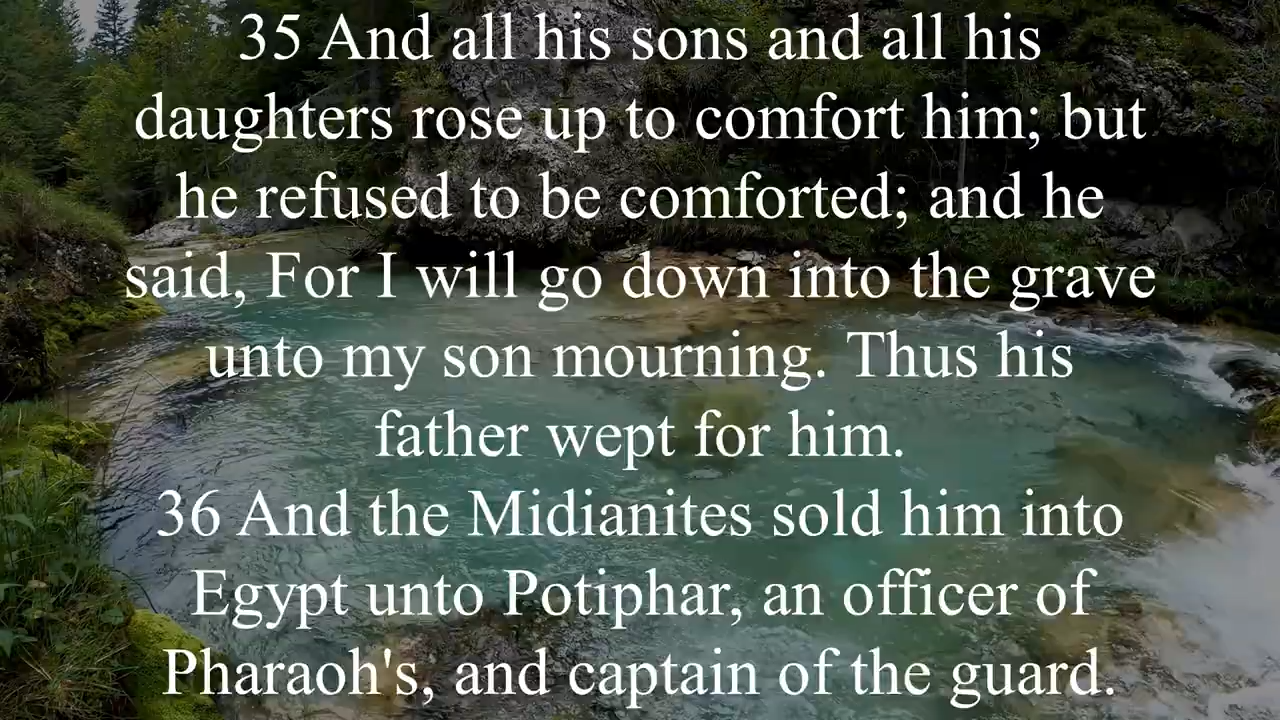 35 And all his sons and all his
daughters rose up to comfort him; but
he refused to be comforted; and he
said, For I will go down into the grave
unto my son mourning. Thus his
father wept for him.
36 And the Midianites sold him into
Egypt unto Potiphar, an officer of
Pharaoh's, and captain of the guard.